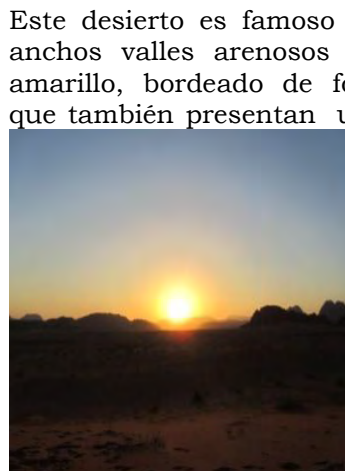 Este desierto es famoso
anchos valles arenosos
amarillo, bordeado de
que también presentan